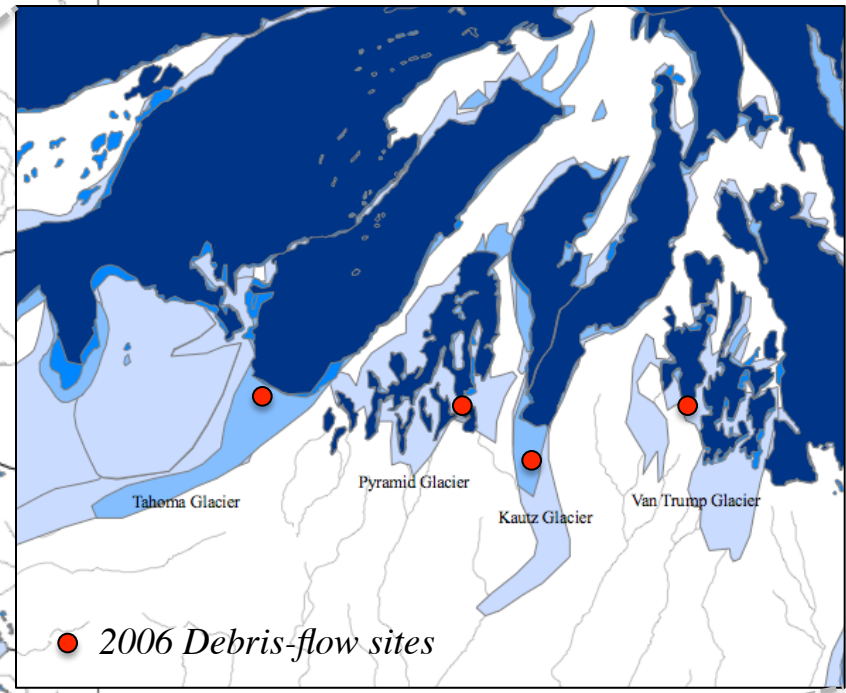 Tahoma Glacier
Pyramid Glacier
Kautz Glacier
Van Trump Glacier
2006 Debris-flow sites